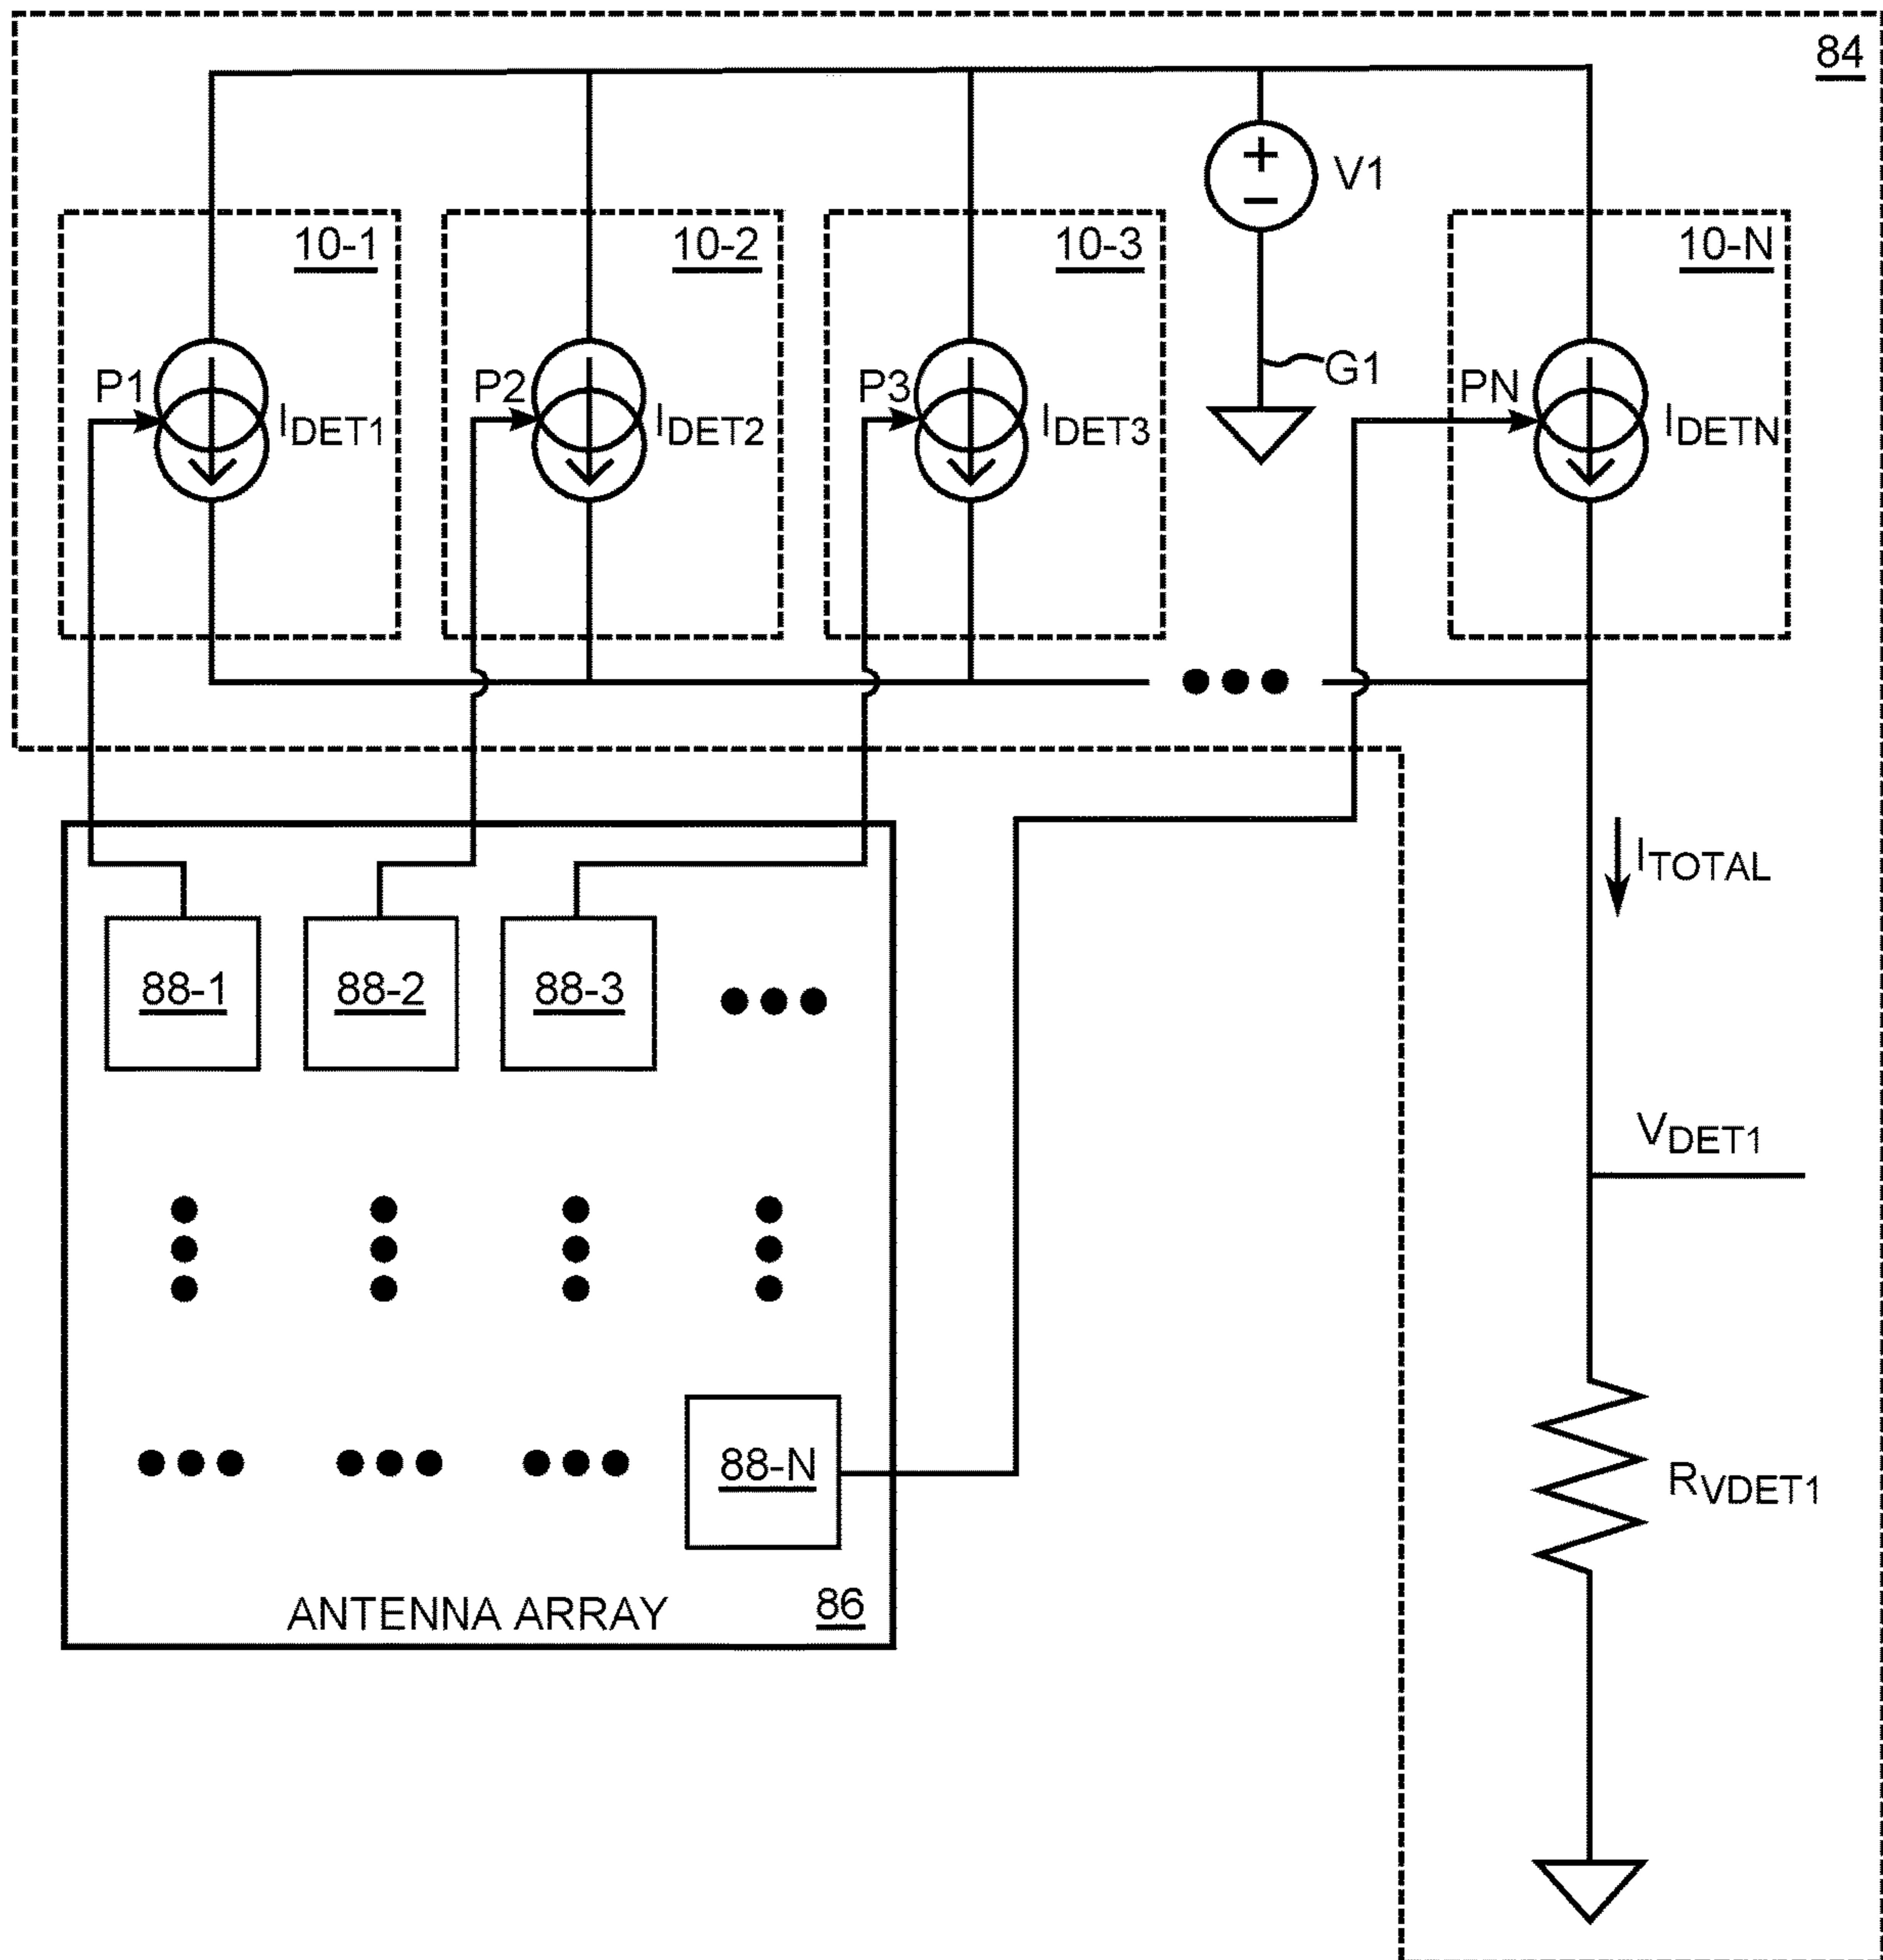 84
V1
10-1
10-2
10-3
10-N
G1
P1
P2
P3
PN
IDET1
IDET2
IDET3
IDETN
ITOTAL
88-1
88-2
88-3
VDET1
88-N
RVDET1
ANTENNA ARRAY
86